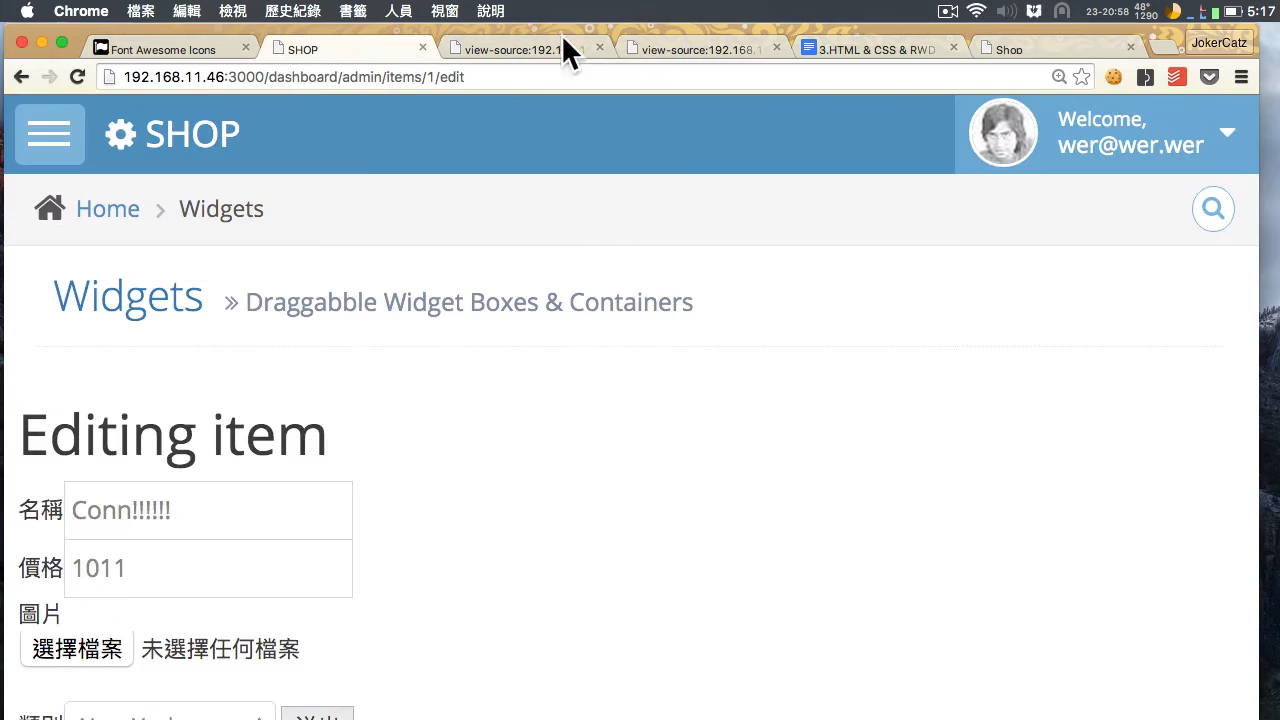 Chrome 檔案 編輯 檢視 歷史紀錄 書籤 人員 視窗 說明 23-20:58 48° 1290 5:17
Font Awesome Icons SHOP view-source:192.1 view-source:192.168.1 3.HTML & CSS & RWD Shop JokerCatz
192.168.11.46:3000/dashboard/admin/items/1/edit
SHOP
Welcome,
wer@wer.wer
Home Widgets
Widgets » Draggabble Widget Boxes & Containers
Editing item
名稱 Conn!!!!!!
價格 1011
圖片
選擇檔案 未選擇任何檔案